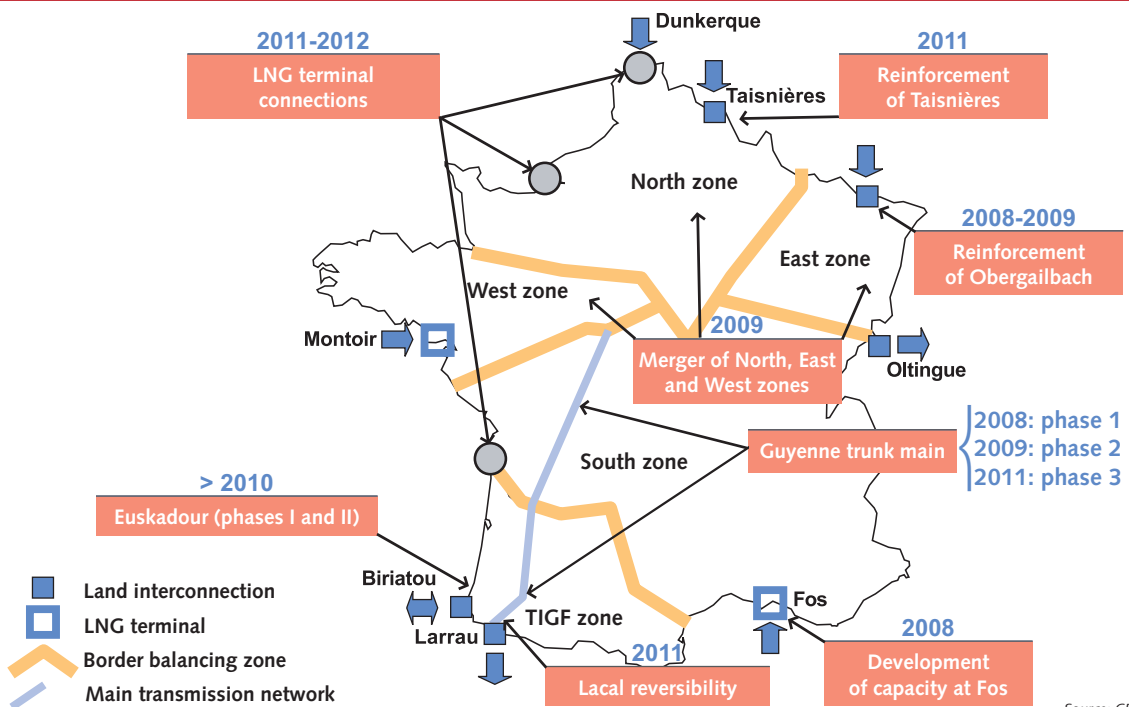 Dunkerque
2011-2012
LNG terminal
connections
2011
Reinforcement
of Taisnières
Taisnières
North zone
2008-2009
Reinforcement
of Obergailbach
East zone
West zone
Montoir
2009
Merger of North, East
and West zones
Oltingue
Guyenne trunk main
2008: phase 1
2009: phase 2
2011: phase 3
South zone
> 2010
Euskadour (phases I and II)
Biriatou
Larrau
TIGF zone
Fos
2011
Lacal reversibility
2008
Development
of capacity at Fos
Land interconnection
LNG terminal
Border balancing zone
Main transmission network